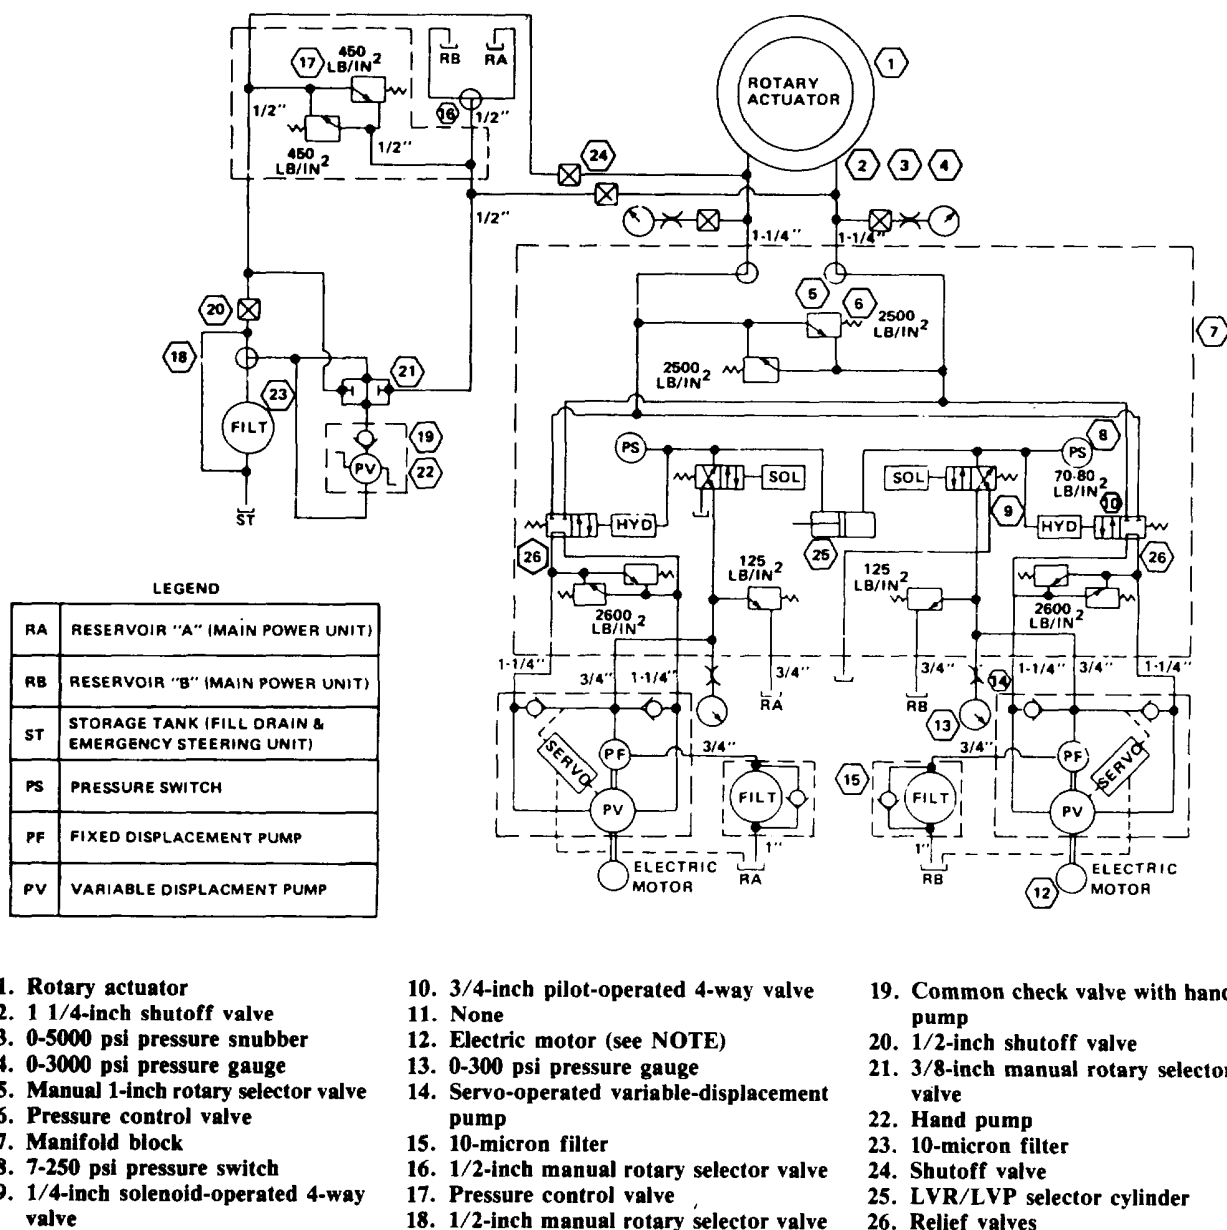 17
450
LB/IN2
RB
RA
1/2"
16
1/2"
1/2"
450
LB/IN2
ROTARY
ACTUATOR
1
24
2
3
4
1/2"
1-1/4"
1-1/4"
5
6
2500
LB/IN2
2500
LB/IN2
7
20
18
21
23
FILT
19
PV
22
ST
PS
SOL
SOL
8
PS
70-80
LB/IN2
10
9
HYD
HYD
26
25
26
125
LB/IN2
125
LB/IN2
2600
LB/IN2
2600
LB/IN2
1-1/4"
3/4"
1-1/4"
3/4"
3/4"
1-1/4"
3/4"
1-1/4"
RA
RB
14
13
SERVO
PF
3/4"
3/4"
PF
SERVO
PV
FILT
15
FILT
PV
1"
1"
ELECTRIC
MOTOR
RA
RB
12
ELECTRIC
MOTOR
LEGEND
RA RESERVOIR "A" (MAIN POWER UNIT)
RB RESERVOIR "B" (MAIN POWER UNIT)
ST STORAGE TANK (FILL DRAIN &
EMERGENCY STEERING UNIT)
PS PRESSURE SWITCH
PF FIXED DISPLACEMENT PUMP
PV VARIABLE DISPLACMENT PUMP
1. Rotary actuator
2. 1 1/4-inch shutoff valve
3. 0-5000 psi pressure snubber
4. 0-3000 psi pressure gauge
5. Manual 1-inch rotary selector valve
6. Pressure control valve
7. Manifold block
8. 7-250 psi pressure switch
9. 1/4-inch solenoid-operated 4-way
valve
10. 3/4-inch pilot-operated 4-way valve
11. None
12. Electric motor (see NOTE)
13. 0-300 psi pressure gauge
14. Servo-operated variable-displacement
pump
15. 10-micron filter
16. 1/2-inch manual rotary selector valve
17. Pressure control valve
18. 1/2-inch manual rotary selector valve
19. Common check valve with hand
pump
20. 1/2-inch shutoff valve
21. 3/8-inch manual rotary selector
valve
22. Hand pump
23. 10-micron filter
24. Shutoff valve
25. LVR/LVP selector cylinder
26. Relief valves